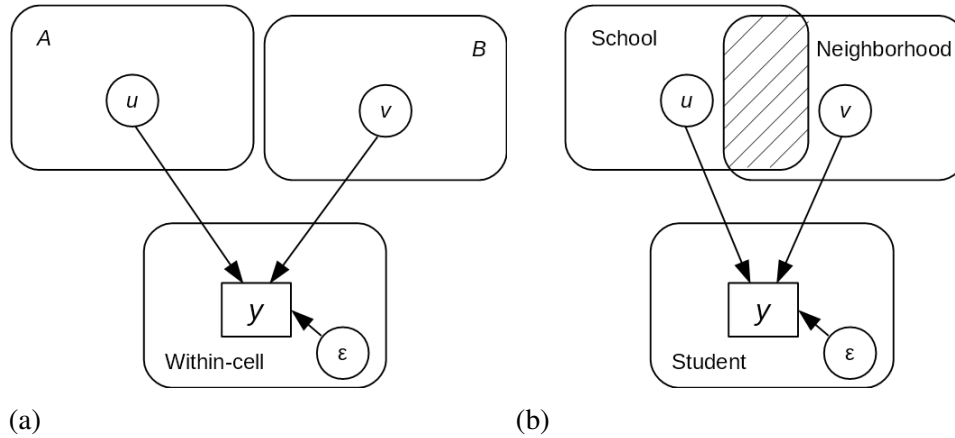 A
u
B
v
y
ε
Within-cell
(a)
School
u
Neighborhood
v
y
ε
Student
(b)